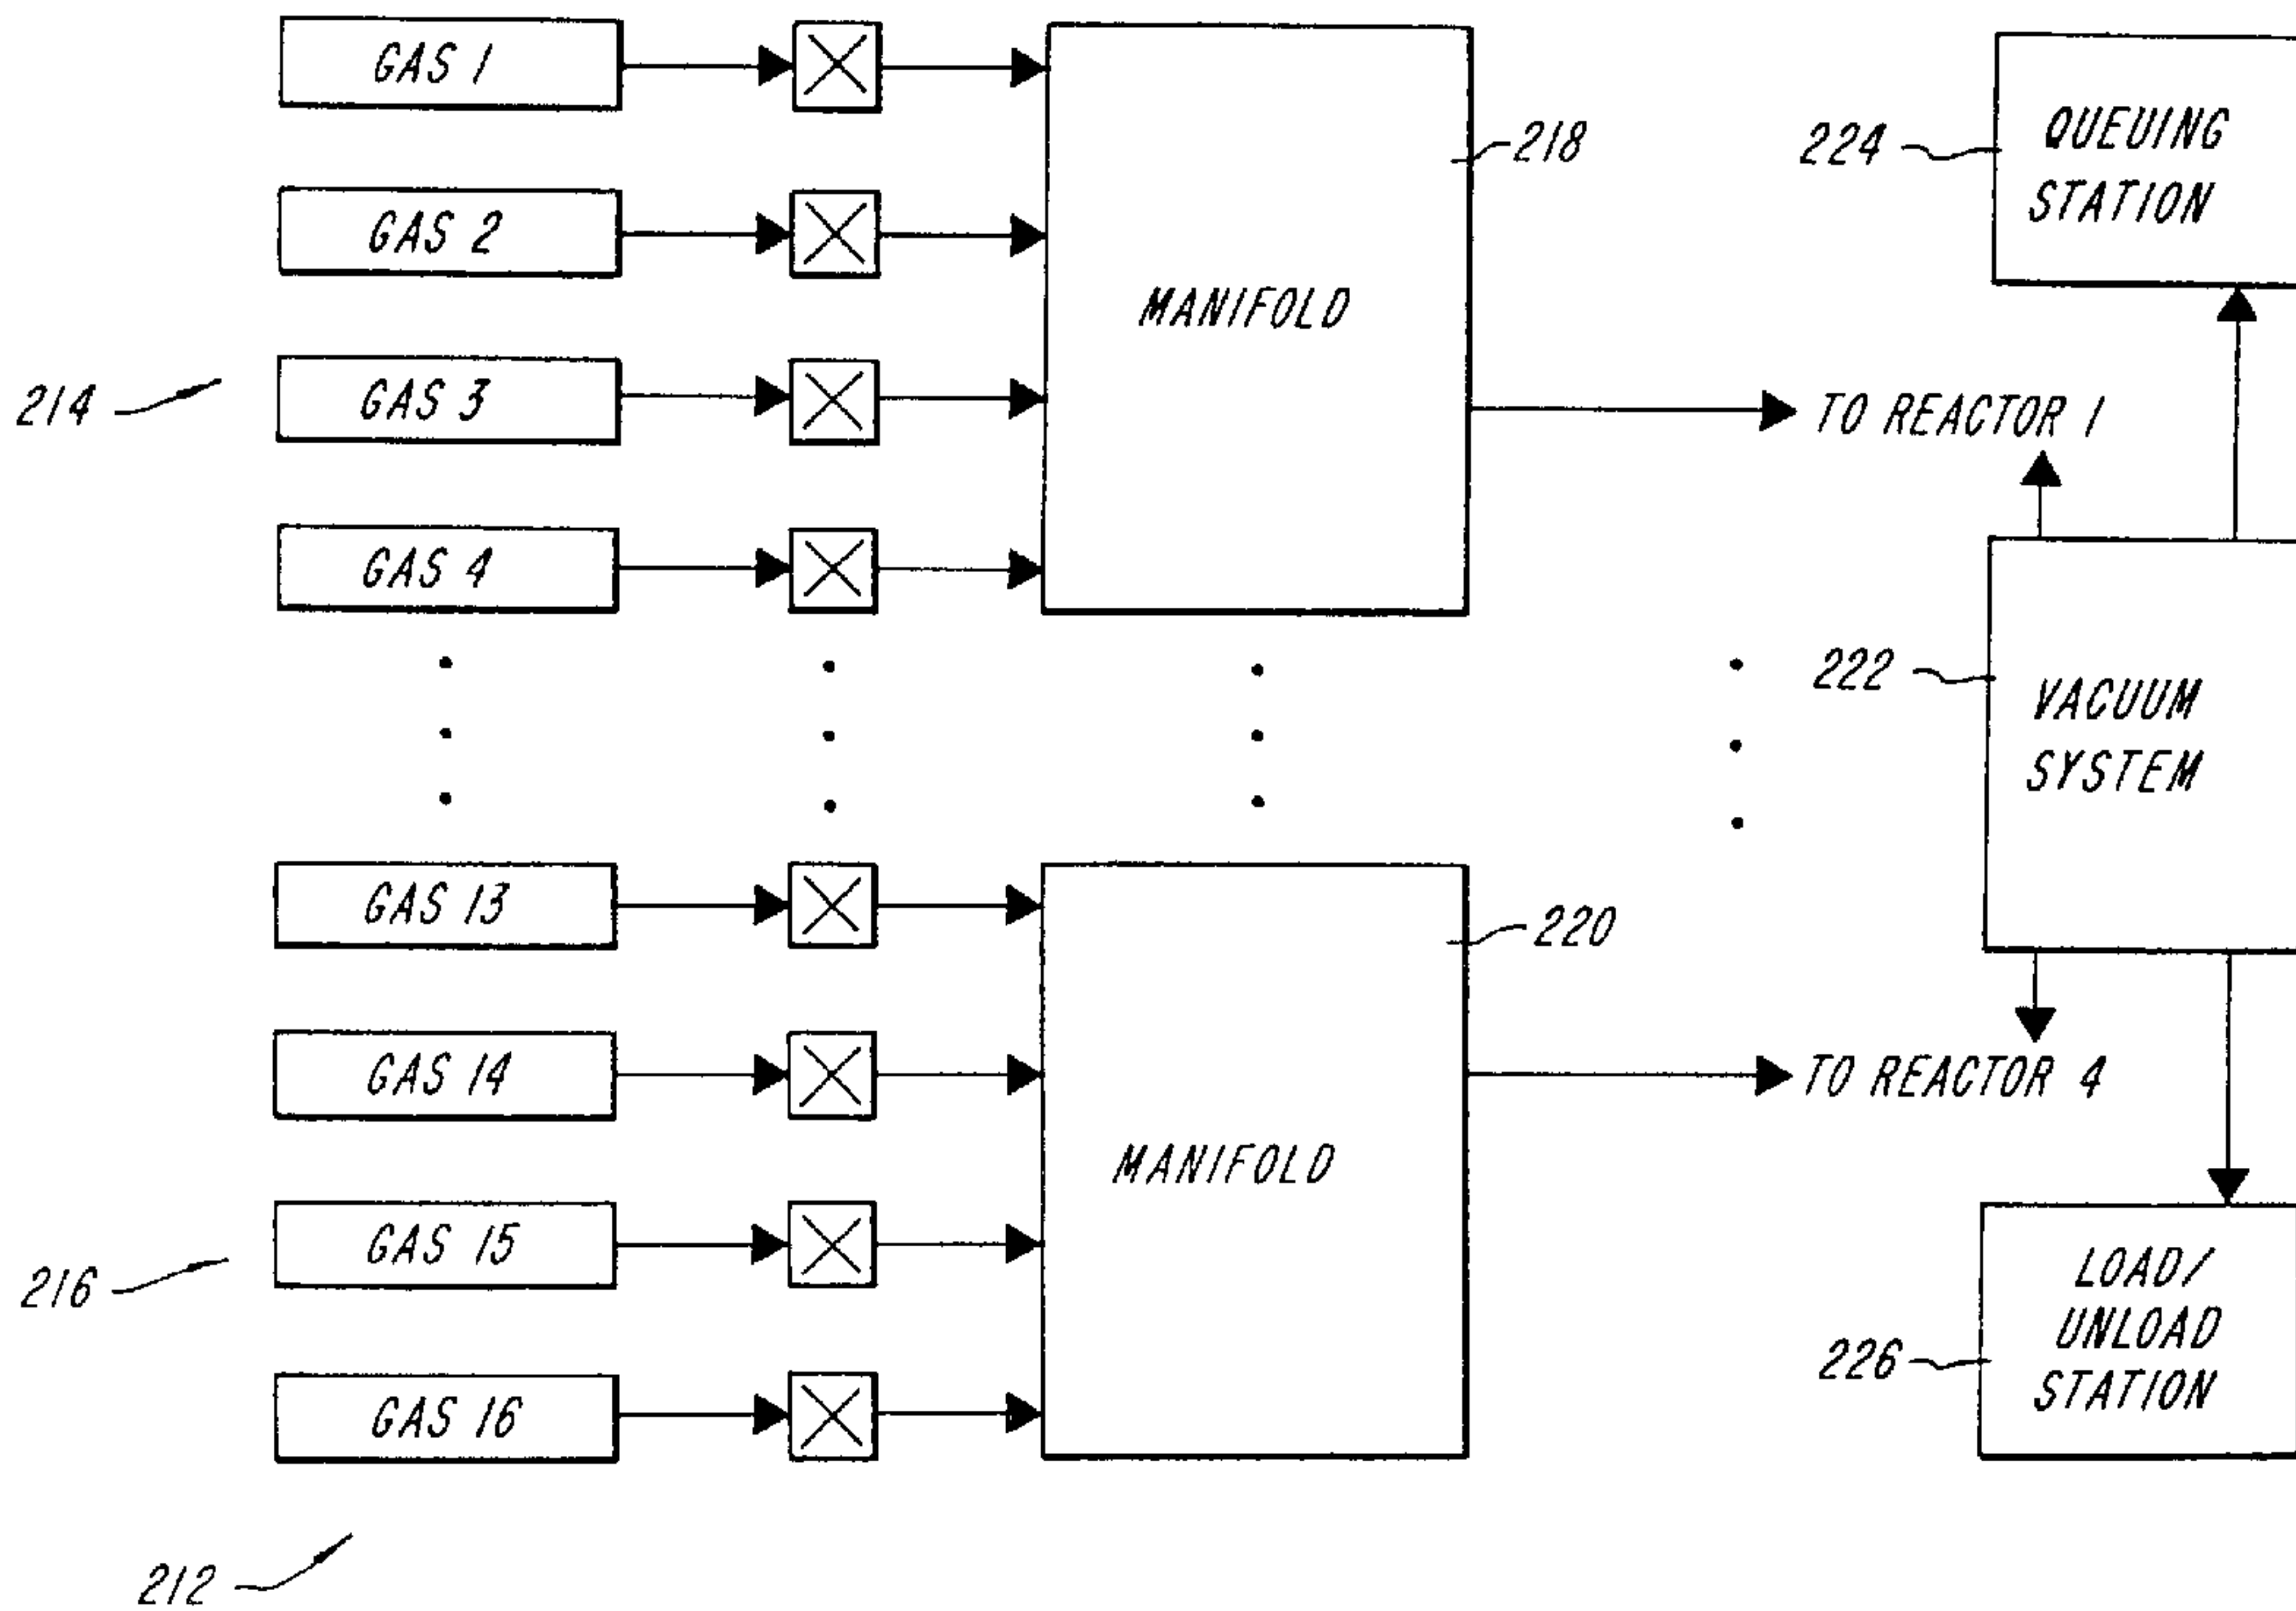 GAS 1
GAS 2
GAS 3
GAS 4
214
MANIFOLD
218
TO REACTOR 1
224
QUEUING
STATION
222
VACUUM
SYSTEM
GAS 13
GAS 14
GAS 15
GAS 16
216
MANIFOLD
220
TO REACTOR 4
226
LOAD/
UNLOAD
STATION
212